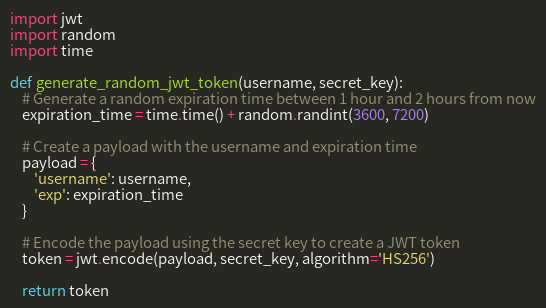 import jwt
import random
import time

def generate_random_jwt_token(username, secret_key):
    # Generate a random expiration time between 1 hour and 2 hours from now
    expiration_time = time.time() + random.randint(3600, 7200)

    # Create a payload with the username and expiration time
    payload = {
        'username': username,
        'exp': expiration_time
    }

    # Encode the payload using the secret key to create a JWT token
    token = jwt.encode(payload, secret_key, algorithm='HS256')

    return token